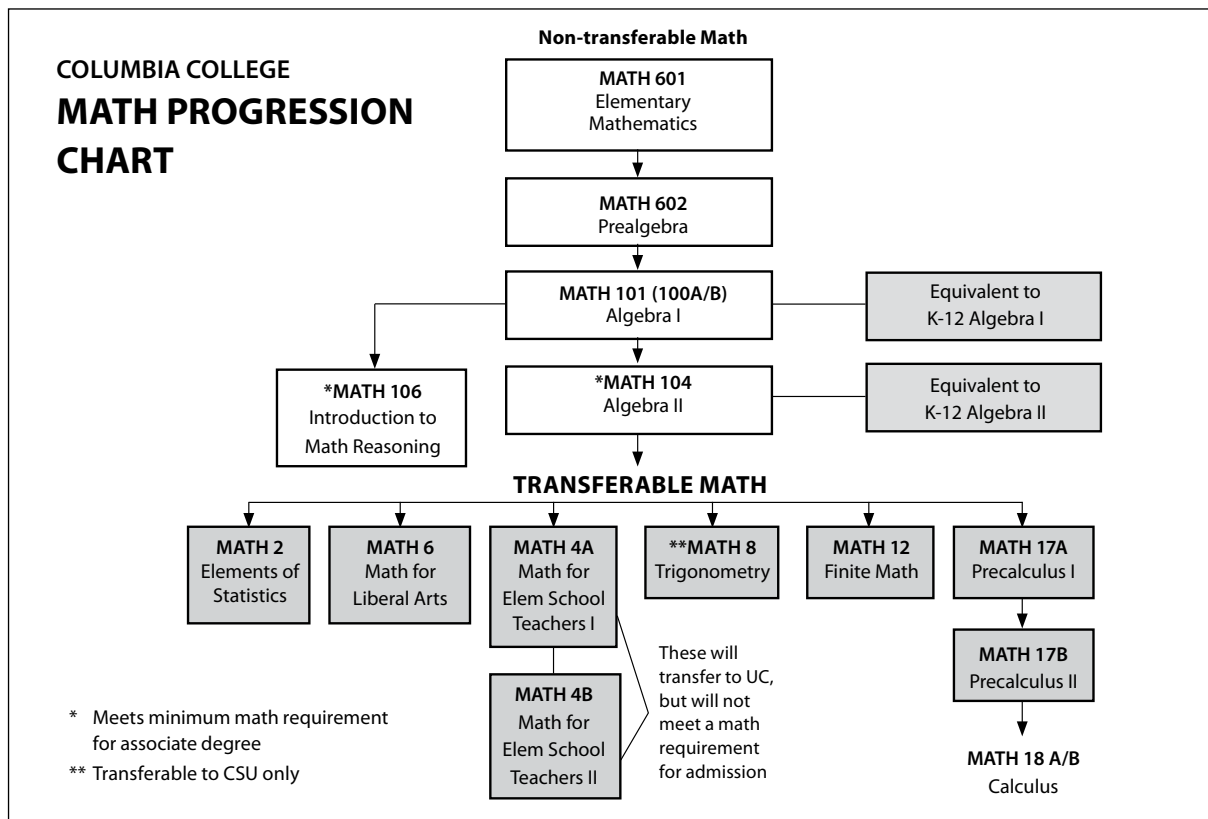 COLUMBIA COLLEGE
MATH PROGRESSION
CHART
Non-transferable Math
MATH 601
Elementary
Mathematics
MATH 602
Prealgebra
MATH 101 (100A/B)
Algebra I
Equivalent to
K-12 Algebra I
*MATH 106
Introduction to
Math Reasoning
*MATH 104
Algebra II
Equivalent to
K-12 Algebra II
TRANSFERABLE MATH
MATH 2
Elements of
Statistics
MATH 6
Math for
Liberal Arts
MATH 4A
Math for
Elem School
Teachers I
**MATH 8
Trigonometry
MATH 12
Finite Math
MATH 17A
Precalculus I
MATH 4B
Math for
Elem School
Teachers II
These will
transfer to UC,
but will not
meet a math
requirement
for admission
MATH 17B
Precalculus II
MATH 18 A/B
Calculus
* Meets minimum math requirement
for associate degree
** Transferable to CSU only